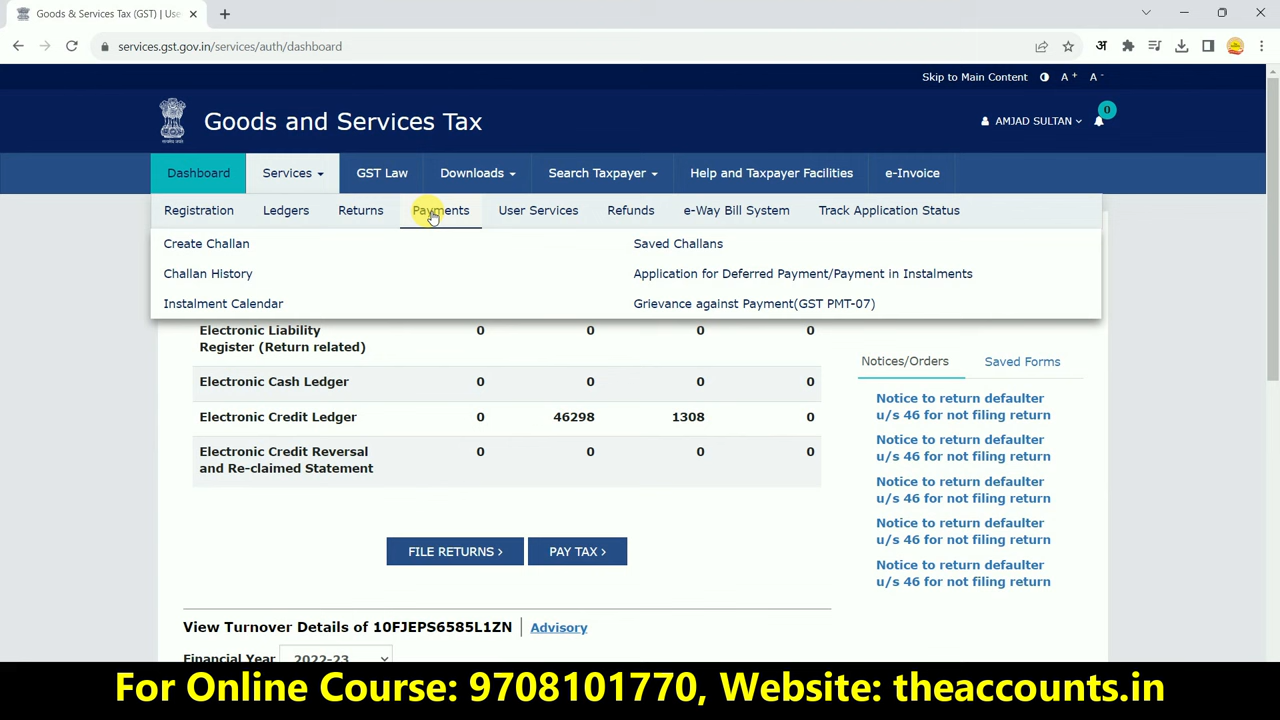 Goods & Services Tax (GST) | Use
services.gst.gov.in/services/auth/dashboard
अ
Skip to Main Content A+ A-
Goods and Services Tax
AMJAD SULTAN
0
Dashboard Services GST Law Downloads Search Taxpayer Help and Taxpayer Facilities e-Invoice
Registration Ledgers Returns Payments User Services Refunds e-Way Bill System Track Application Status
Create Challan Saved Challans
Challan History Application for Deferred Payment/Payment in Instalments
Instalment Calendar Grievance against Payment(GST PMT-07)
Electronic Liability
Register (Return related) 0 0 0 0
Electronic Cash Ledger 0 0 0 0
Electronic Credit Ledger 0 46298 1308 0
Electronic Credit Reversal
and Re-claimed Statement 0 0 0 0
Notices/Orders Saved Forms
Notice to return defaulter
u/s 46 for not filing return
Notice to return defaulter
u/s 46 for not filing return
Notice to return defaulter
u/s 46 for not filing return
Notice to return defaulter
u/s 46 for not filing return
Notice to return defaulter
u/s 46 for not filing return
FILE RETURNS > PAY TAX >
View Turnover Details of 10FJEPS6585L1ZN | Advisory
Financial Year 2022-23
For Online Course: 9708101770, Website: theaccounts.in